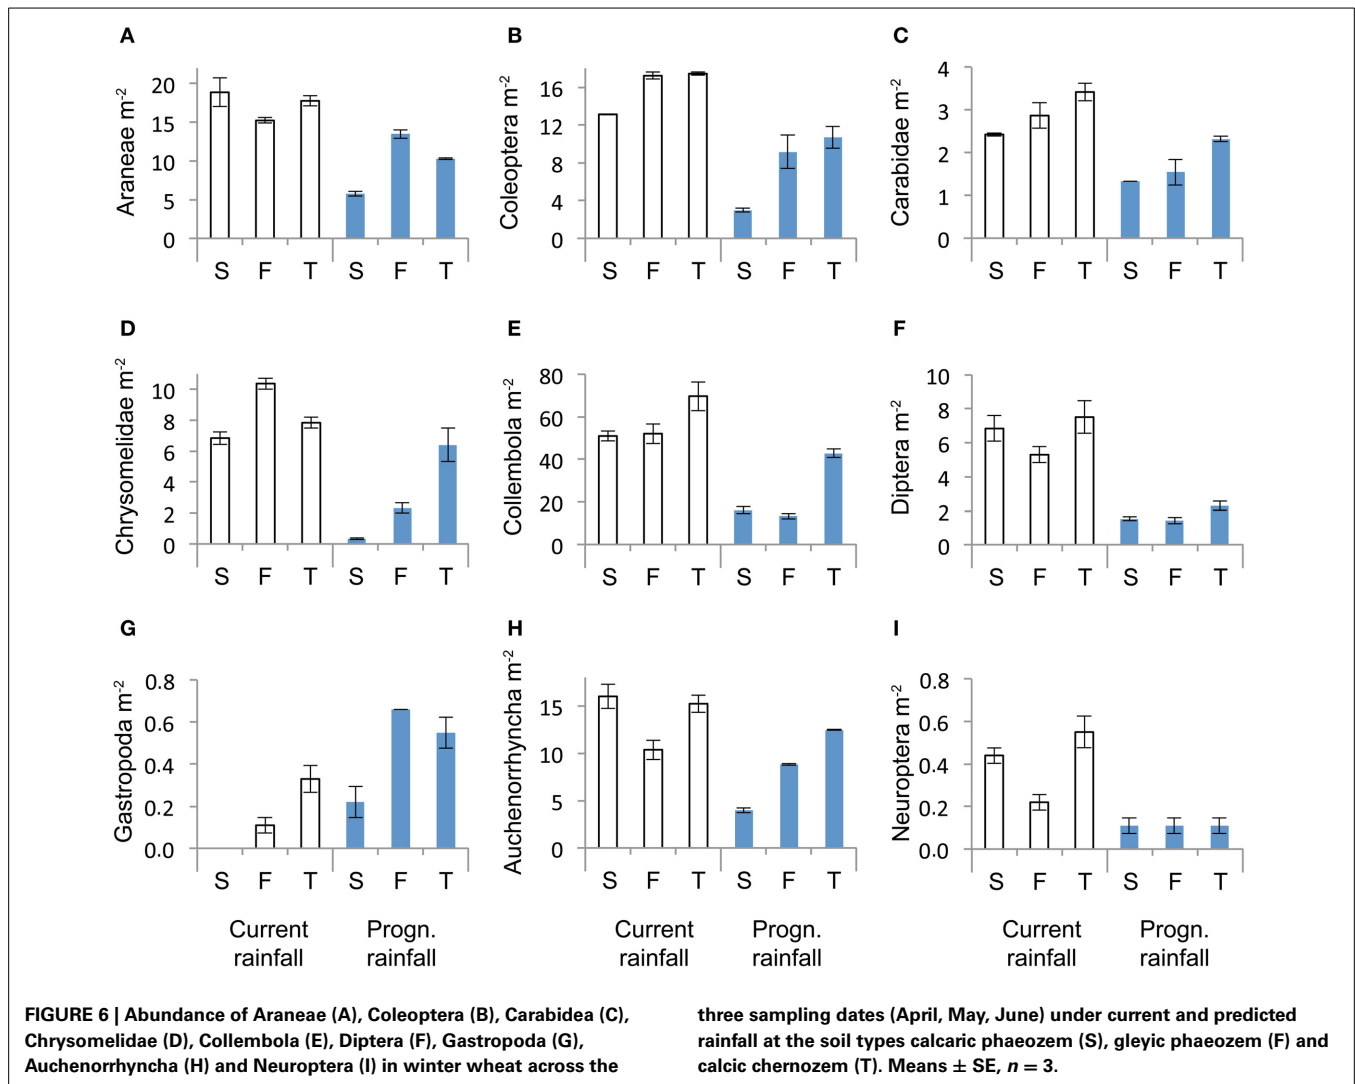 A
Araneae m-2
20
15
10
5
0
S F T S F T
B
Coleoptera m-2
16
12
8
4
0
S F T S F T
C
Carabidae m-2
4
3
2
1
0
S F T S F T
D
Chrysomelidae m-2
10
8
6
4
2
0
S F T S F T
E
Collembola m-2
80
60
40
20
0
S F T S F T
F
Diptera m-2
10
8
6
4
2
0
S F T S F T
G
Gastropoda m-2
0.8
0.6
0.4
0.2
0.0
S F T S F T
Current Progn.
rainfall rainfall
H
Auchenorrhyncha m-2
15
10
5
0
S F T S F T
Current Progn.
rainfall rainfall
I
Neuroptera m-2
0.8
0.6
0.4
0.2
0.0
S F T S F T
Current Progn.
rainfall rainfall
FIGURE 6 | Abundance of Araneae (A), Coleoptera (B), Carabidea (C),
Chrysomelidae (D), Collembola (E), Diptera (F), Gastropoda (G),
Auchenorrhyncha (H) and Neuroptera (I) in winter wheat across the
three sampling dates (April, May, June) under current and predicted
rainfall at the soil types calcaric phaeozem (S), gleyic phaeozem (F) and
calcic chernozem (T). Means ± SE, n = 3.